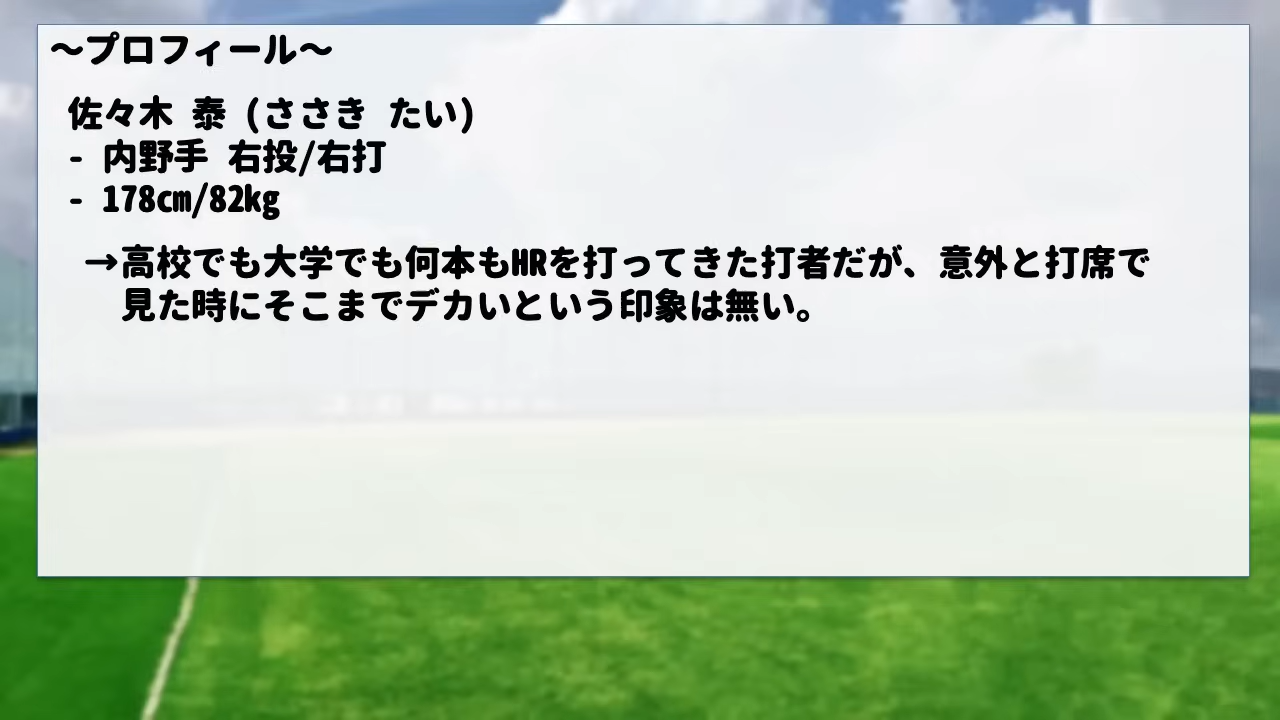 ～プロフィール～
佐々木 泰 (ささき たい)
- 内野手 右投/右打
- 178㎝/82kg
→高校でも大学でも何本もHRを打ってきた打者だが、意外と打席で
見た時にそこまでデカいという印象は無い。